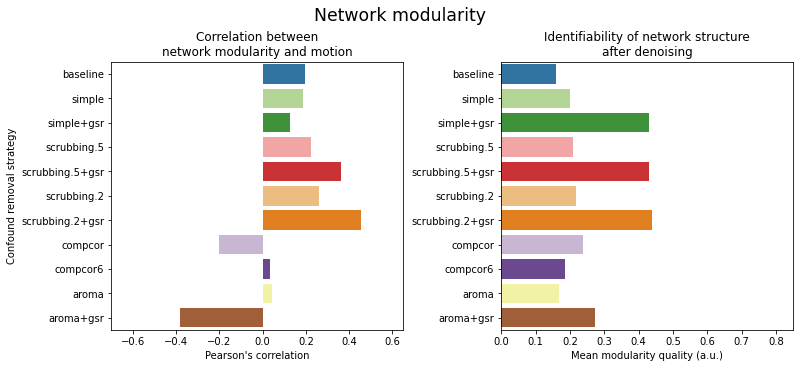 Network modularity
Correlation between
network modularity and motion
Confound removal strategy
baseline
simple
simple+gsr
scrubbing.5
scrubbing.5+gsr
scrubbing.2
scrubbing.2+gsr
compcor
compcor6
aroma
aroma+gsr
−0.6 −0.4 −0.2 0.0 0.2 0.4 0.6
Pearson's correlation
Identifiability of network structure
after denoising
baseline
simple
simple+gsr
scrubbing.5
scrubbing.5+gsr
scrubbing.2
scrubbing.2+gsr
compcor
compcor6
aroma
aroma+gsr
0.0 0.1 0.2 0.3 0.4 0.5 0.6 0.7 0.8
Mean modularity quality (a.u.)